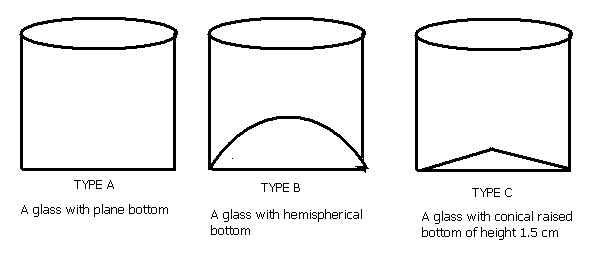 TYPE A
A glass with plane bottom
TYPE B
A glass with hemispherical
bottom
TYPE C
A glass with conical raised
bottom of height 1.5 cm